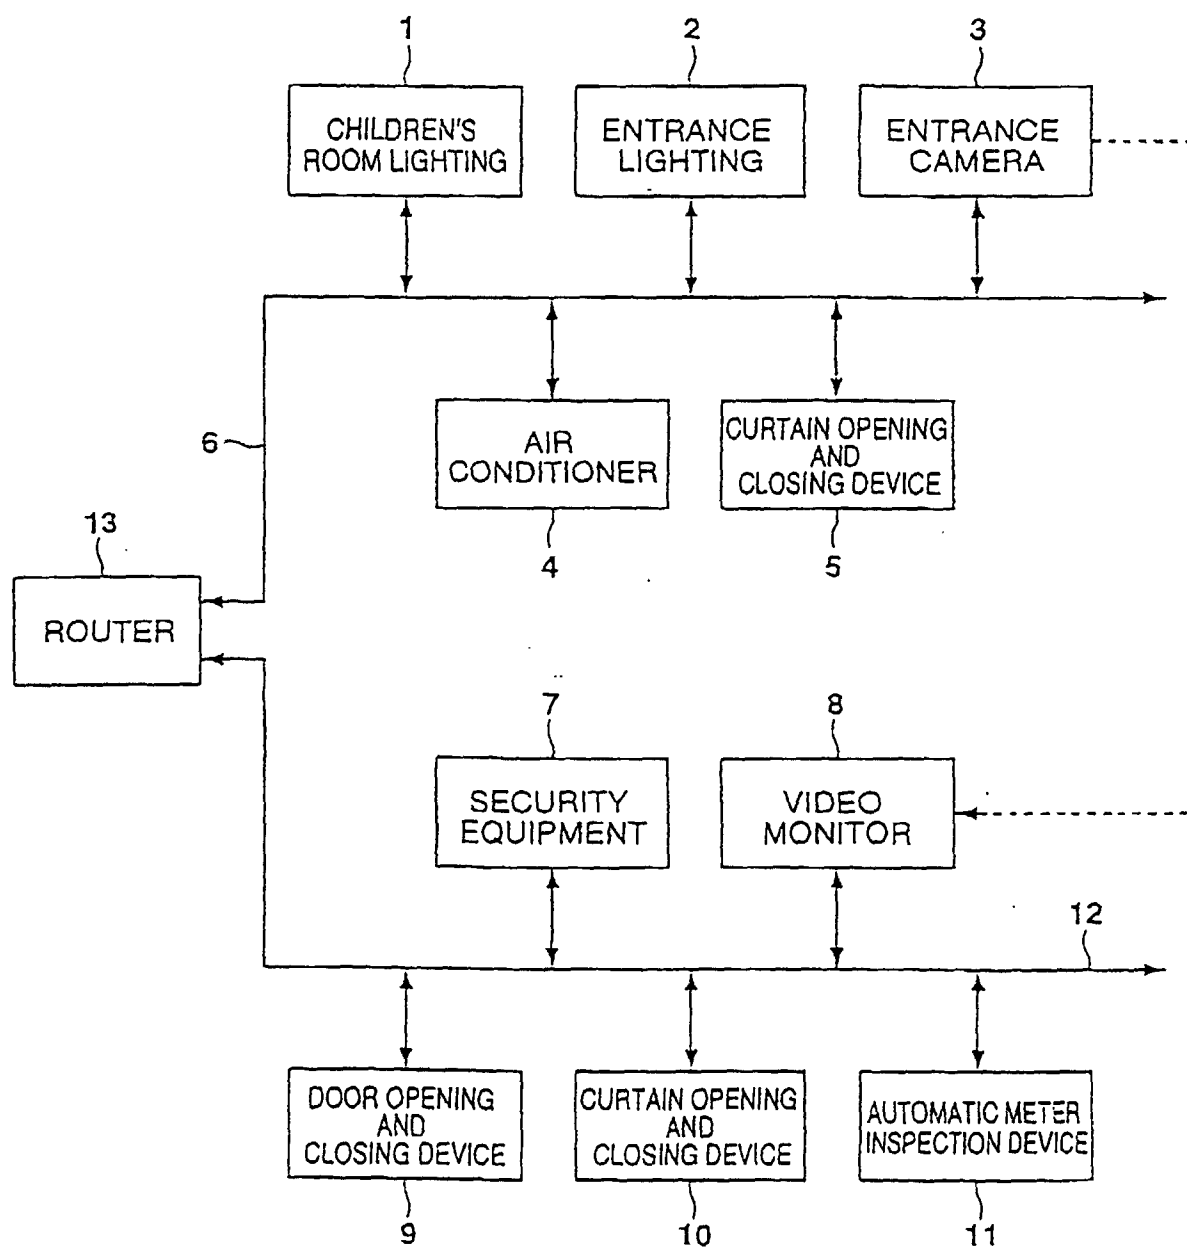 1
2
3
CHILDREN'S
ROOM LIGHTING
ENTRANCE
LIGHTING
ENTRANCE
CAMERA
6
AIR
CONDITIONER
CURTAIN OPENING
AND
CLOSING DEVICE
4
5
13
ROUTER
7
8
SECURITY
EQUIPMENT
VIDEO
MONITOR
12
DOOR OPENING
AND
CLOSING DEVICE
CURTAIN OPENING
AND
CLOSING DEVICE
AUTOMATIC METER
INSPECTION DEVICE
9
10
11